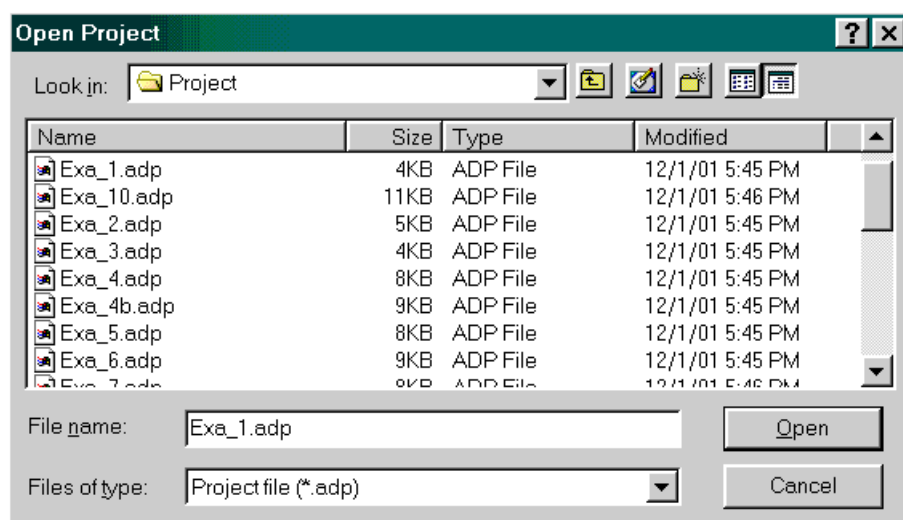 Open Project
Look in: Project
Name Size Type Modified
Exa_1.adp 4KB ADP File 12/1/01 5:45 PM
Exa_10.adp 11KB ADP File 12/1/01 5:46 PM
Exa_2.adp 5KB ADP File 12/1/01 5:45 PM
Exa_3.adp 4KB ADP File 12/1/01 5:45 PM
Exa_4.adp 8KB ADP File 12/1/01 5:45 PM
Exa_4b.adp 9KB ADP File 12/1/01 5:45 PM
Exa_5.adp 8KB ADP File 12/1/01 5:45 PM
Exa_6.adp 9KB ADP File 12/1/01 5:45 PM
ADP File
File name: Exa_1.adp Open
Files of type: Project file (*.adp) Cancel